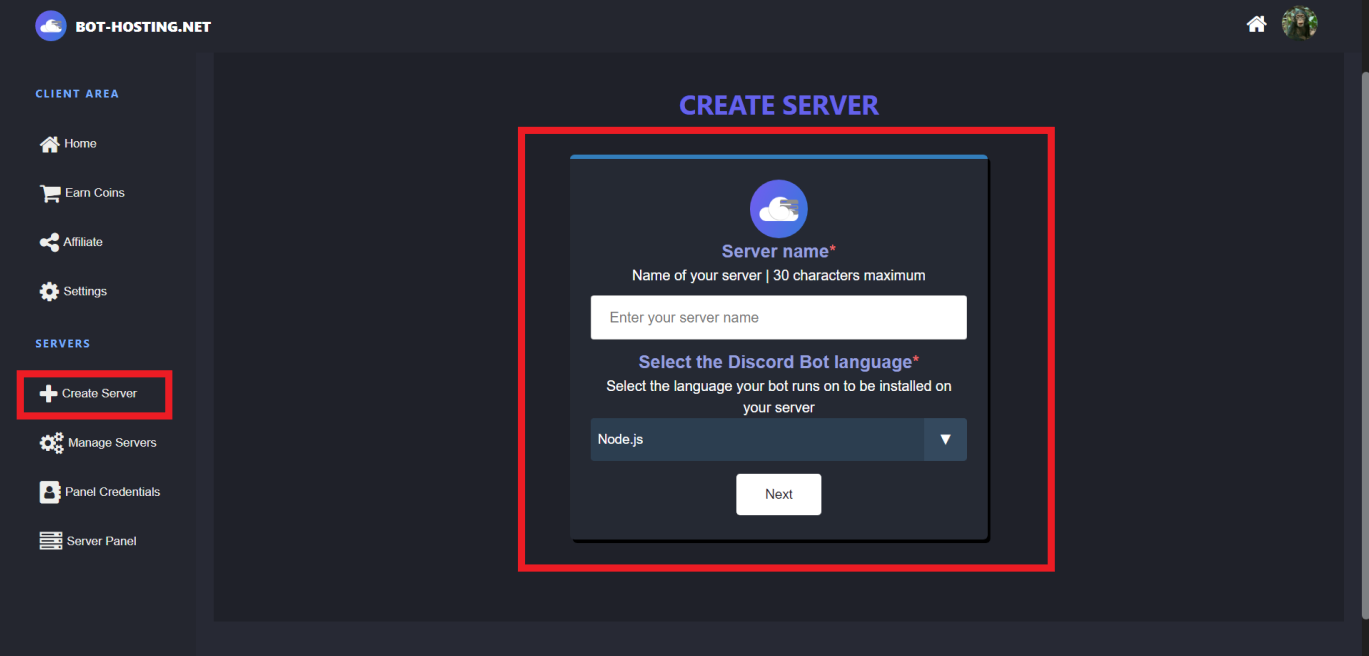 BOT-HOSTING.NET
CLIENT AREA
Home
Earn Coins
Affiliate
Settings
SERVERS
Create Server
Manage Servers
Panel Credentials
Server Panel
CREATE SERVER
Server name*
Name of your server | 30 characters maximum
Enter your server name
Select the Discord Bot language*
Select the language your bot runs on to be installed on
your server
Node.js
Next